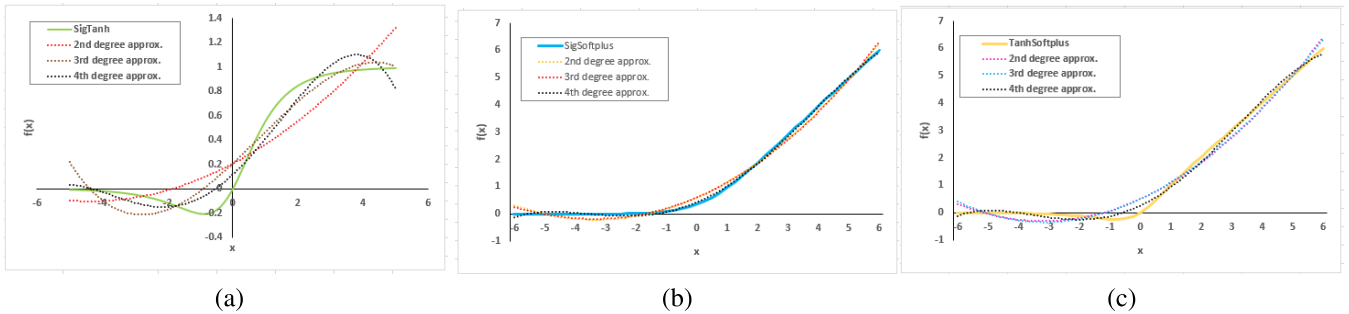 SigTanh
2nd degree approx.
3rd degree approx.
4th degree approx.
1.4
1.2
1
0.8
0.6
0.4
0.2
0
-0.2
-0.4
-6
-4
-2
0
2
4
6
f(x)
x
(a)
SigSoftplus
2nd degree approx.
3rd degree approx.
4th degree approx.
7
6
5
4
3
2
1
0
-1
-6 -5 -4 -3 -2 -1 0 1 2 3 4 5 6
f(x)
x
(b)
TanhSoftplus
2nd degree approx.
3rd degree approx.
4th degree approx.
7
6
5
4
3
2
1
0
-1
-6 -5 -4 -3 -2 -1 0 1 2 3 4 5 6
f(x)
x
(c)